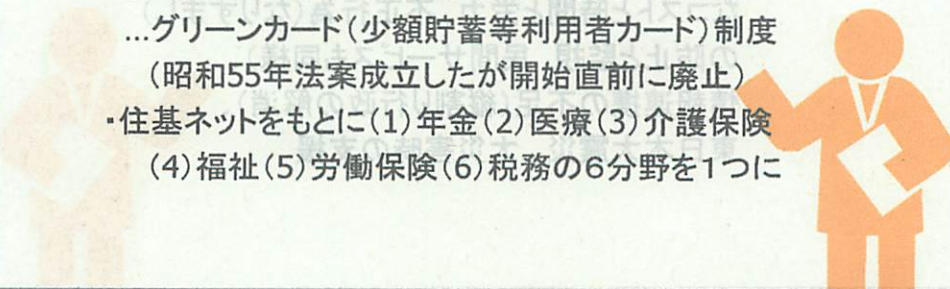 …グリーンカード(少額貯蓄等利用者カード)制度
(昭和55年法案成立したが開始直前に廃止)
・住基ネットをもとに(1)年金(2)医療(3)介護保険
(4)福祉(5)労働保険(6)税務の6分野を1つに